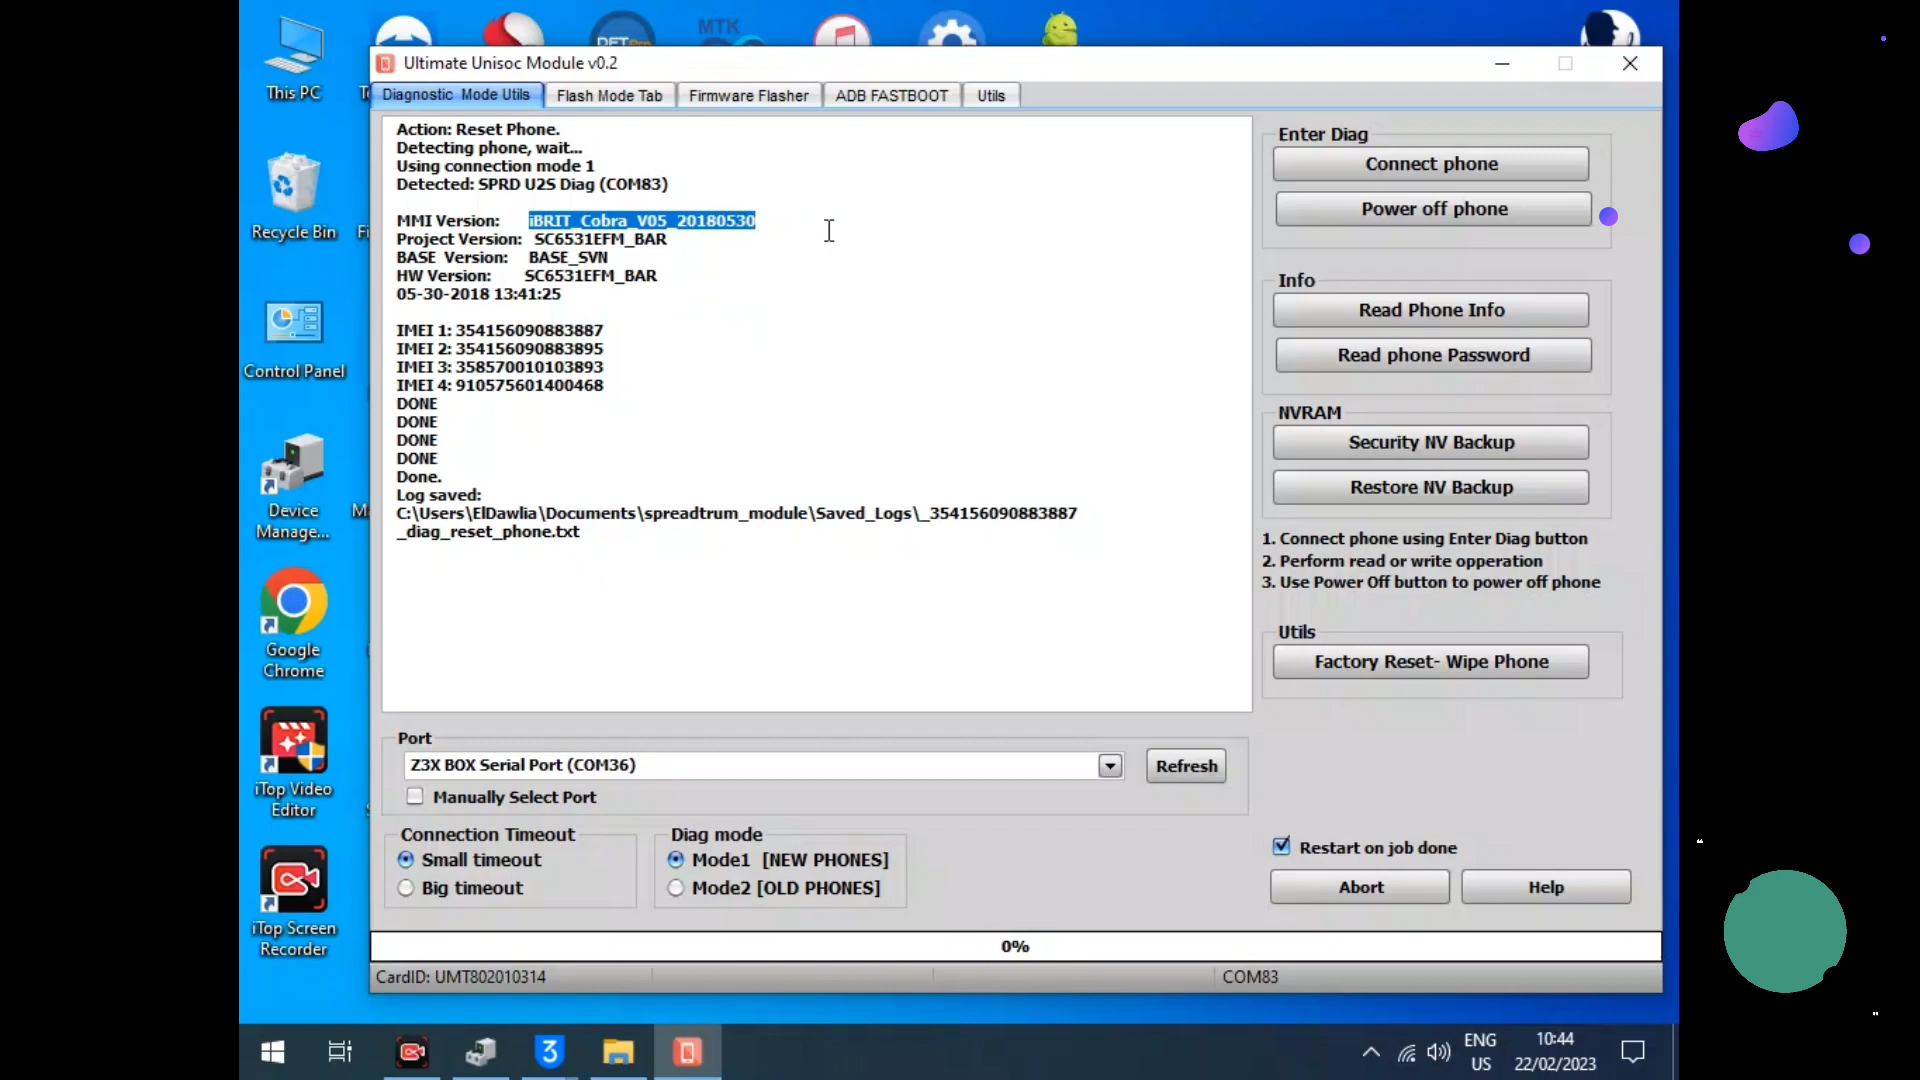 This PC
Recycle Bin
Control Panel
Device
Manage...
Google
Chrome
iTop Video
Editor
iTop Screen
Recorder
MTK
Ultimate Unisoc Module v0.2
Diagnostic Mode Utils
Flash Mode Tab
Firmware Flasher
ADB FASTBOOT
Utils
Action: Reset Phone.
Detecting phone, wait...
Using connection mode 1
Detected: SPRD U2S Diag (COM83)
MMI Version: iBRIT_Cobra_V05_20180530
Project Version: SC6531EFM_BAR
BASE Version: BASE_SVN
HW Version: SC6531EFM_BAR
05-30-2018 13:41:25
IMEI 1: 354156090883887
IMEI 2: 354156090883895
IMEI 3: 358570010103893
IMEI 4: 910575601400468
DONE
DONE
DONE
DONE
Done.
Log saved:
C:\Users\ElDawlia\Documents\spreadtrum_module\Saved_Logs\_354156090883887
_diag_reset_phone.txt
Enter Diag
Connect phone
Power off phone
Info
Read Phone Info
Read phone Password
NVRAM
Security NV Backup
Restore NV Backup
1. Connect phone using Enter Diag button
2. Perform read or write opperation
3. Use Power Off button to power off phone
Utils
Factory Reset- Wipe Phone
Port
Z3X BOX Serial Port (COM36)
Refresh
Manually Select Port
Connection Timeout
Small timeout
Big timeout
Diag mode
Mode1 [NEW PHONES]
Mode2 [OLD PHONES]
Restart on job done
Abort
Help
0%
CardID: UMT802010314
COM83
ENG
US
10:44
22/02/2023